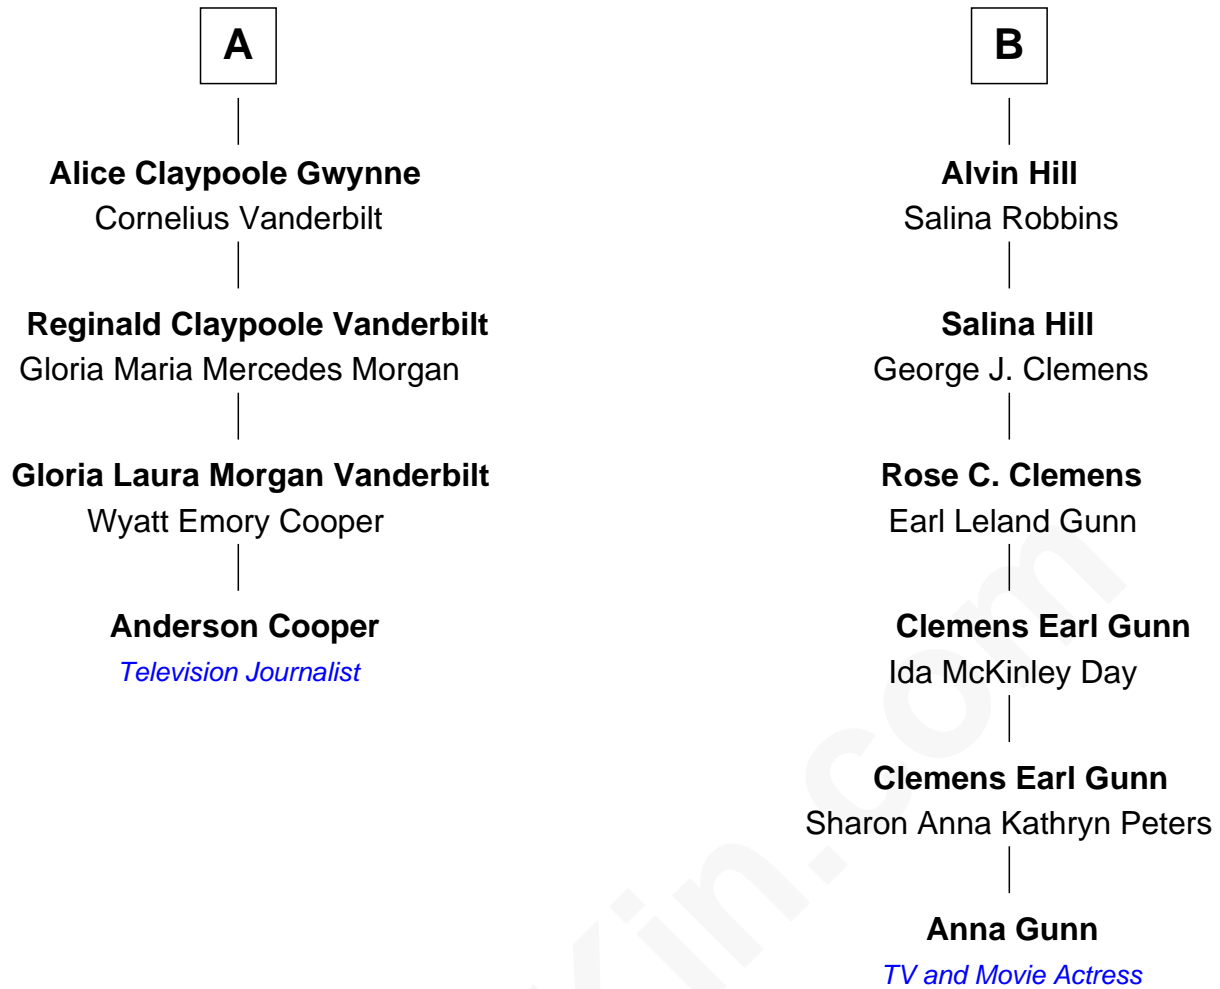 A
Alice Claypoole Gwynne
Cornelius Vanderbilt
Reginald Claypoole Vanderbilt
Gloria Maria Mercedes Morgan
Gloria Laura Morgan Vanderbilt
Wyatt Emory Cooper
Anderson Cooper
Television Journalist
B
Alvin Hill
Salina Robbins
Salina Hill
George J. Clemens
Rose C. Clemens
Earl Leland Gunn
Clemens Earl Gunn
Ida McKinley Day
Clemens Earl Gunn
Sharon Anna Kathryn Peters
Anna Gunn
TV and Movie Actress
Kin.com